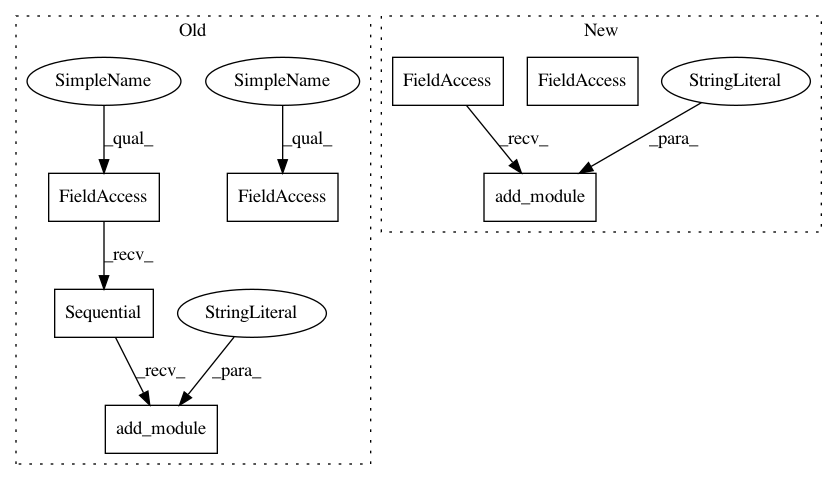 Old
New
SimpleName
SimpleName
FieldAccess
FieldAccess
StringLiteral
_qual_
_qual_
_recv_
_para_
FieldAccess
FieldAccess
add_module
_recv_
Sequential
StringLiteral
_recv_
_para_
add_module